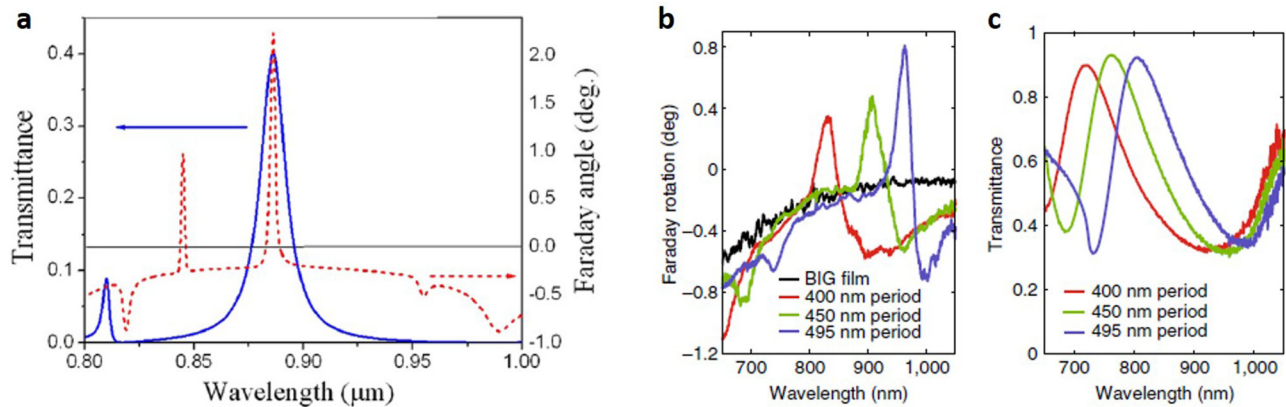 a
Transmittance
0.4
0.3
0.2
0.1
0.0
0.80
0.85
0.90
0.95
1.00
Wavelength (μm)
2.0
1.5
1.0
0.5
0.0
-0.5
-1.0
Faraday angle (deg.)
b
Faraday rotation (deg)
0.8
0.4
0
−0.4
−0.8
−1.2
BIG film
400 nm period
450 nm period
495 nm period
700
800
900
1,000
Wavelength (nm)
c
Transmittance
1
0.8
0.6
0.4
0.2
0
400 nm period
450 nm period
495 nm period
700
800
900
1,000
Wavelength (nm)